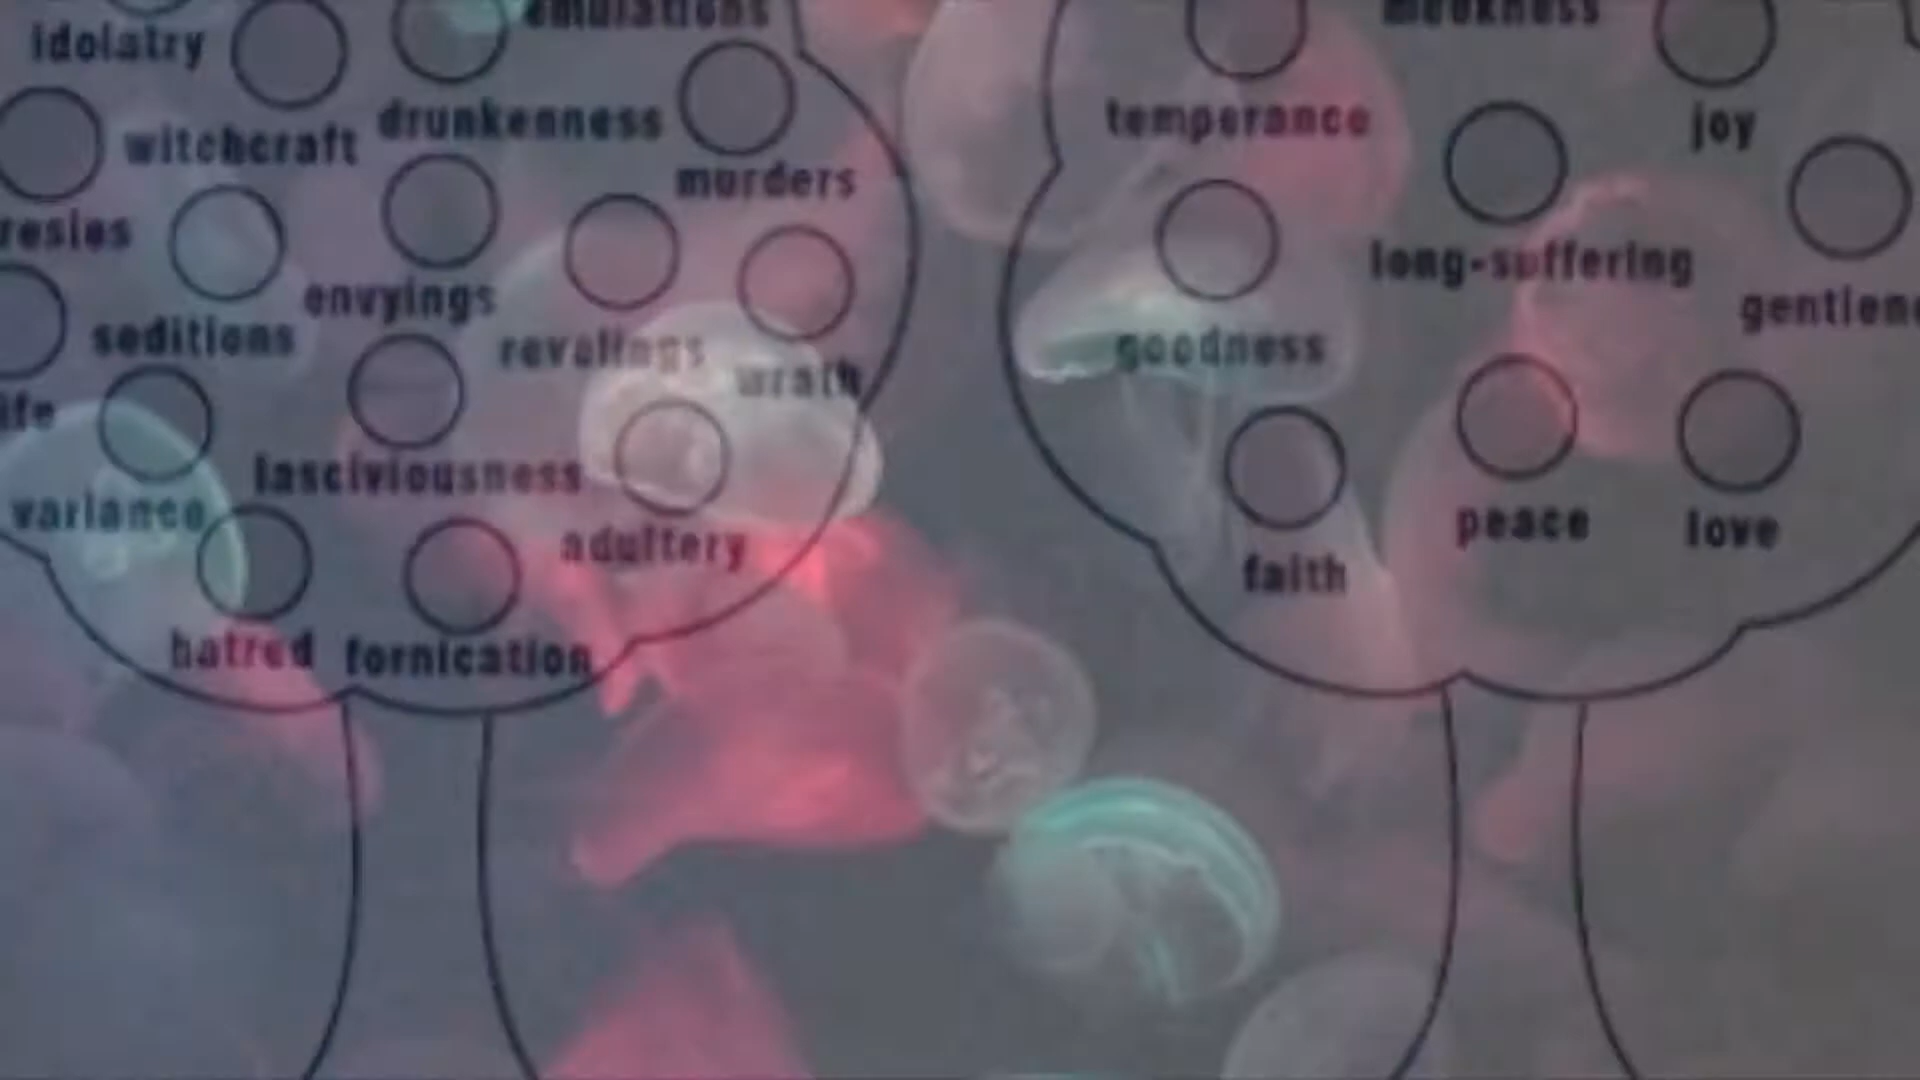 idolatry
emulations
drunkenness
witchcraft
murders
resies
envyings
seditions
revalings
wrath
ife
lasciviousness
variance
adultery
hatred
fornication
meekness
temperance
joy
long-suffering
gentlene
goodness
peace
love
faith